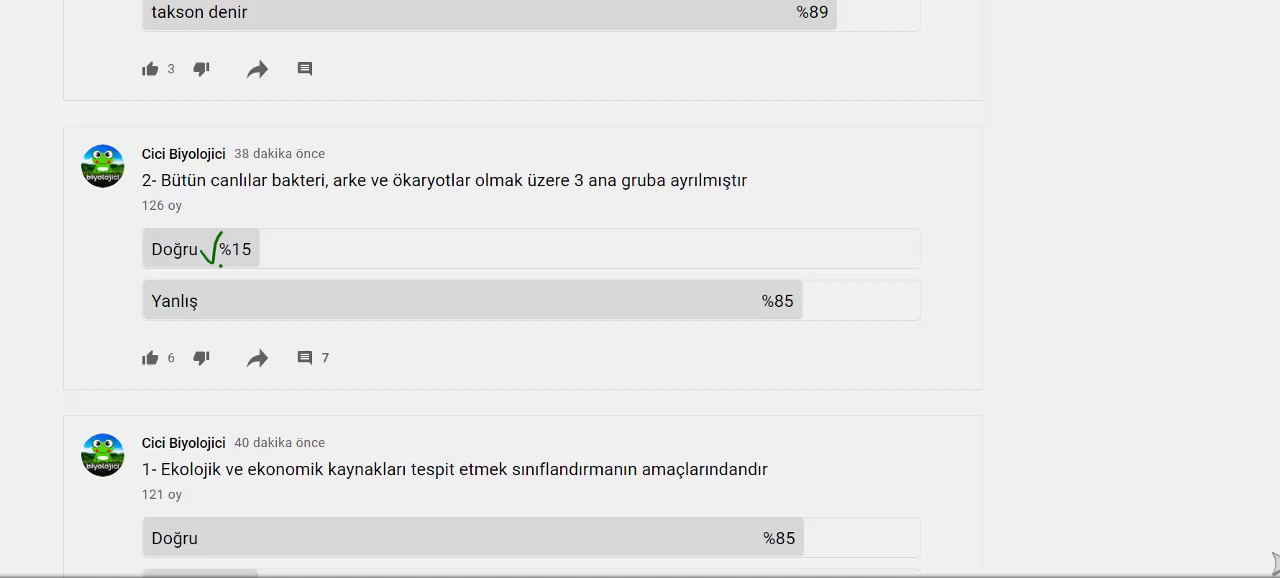 takson denir %89
3
Cici Biyolojici 38 dakika önce
2- Bütün canlılar bakteri, arke ve ökaryotlar olmak üzere 3 ana gruba ayrılmıştır
126 oy
Doğru %15
Yanlış %85
6 7
Cici Biyolojici 40 dakika önce
1- Ekolojik ve ekonomik kaynakları tespit etmek sınıflandırmanın amaçlarındandır
121 oy
Doğru %85